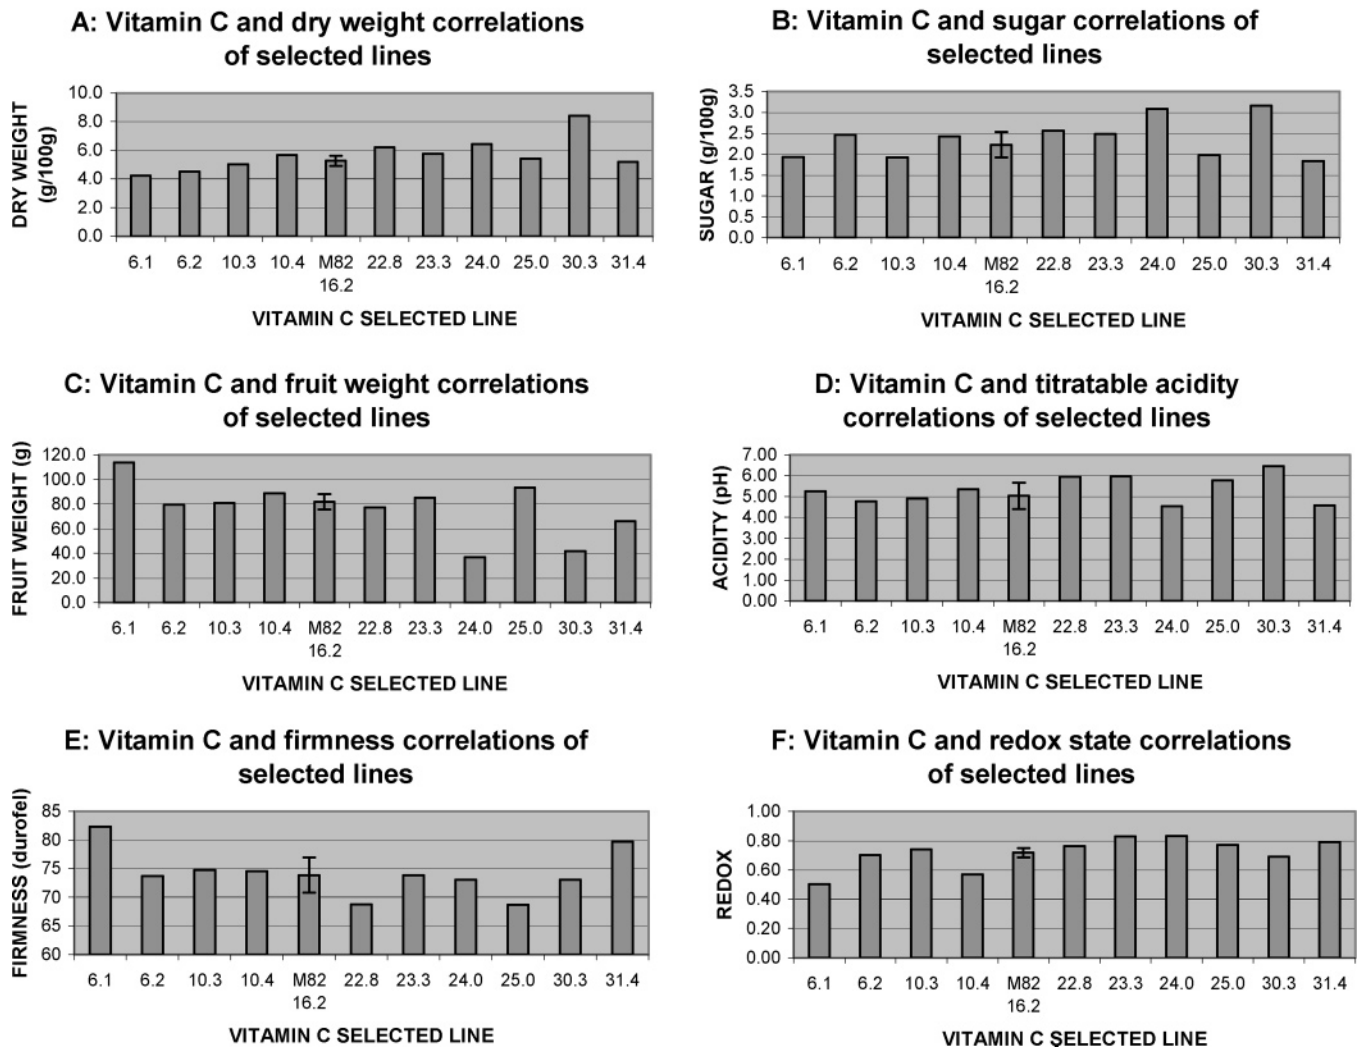 A: Vitamin C and dry weight correlations
of selected lines
DRY WEIGHT
(g/100g)
10.0
8.0
6.0
4.0
2.0
0.0
6.1 6.2 10.3 10.4 M82 22.8 23.3 24.0 25.0 30.3 31.4
16.2
VITAMIN C SELECTED LINE
B: Vitamin C and sugar correlations of
selected lines
SUGAR (g/100g)
3.5
3.0
2.5
2.0
1.5
1.0
0.5
0.0
6.1 6.2 10.3 10.4 M82 22.8 23.3 24.0 25.0 30.3 31.4
16.2
VITAMIN C SELECTED LINE
C: Vitamin C and fruit weight correlations
of selected lines
FRUIT WEIGHT (g)
120.0
100.0
80.0
60.0
40.0
20.0
0.0
6.1 6.2 10.3 10.4 M82 22.8 23.3 24.0 25.0 30.3 31.4
16.2
VITAMIN C SELECTED LINE
D: Vitamin C and titratable acidity
correlations of selected lines
ACIDITY (pH)
7.00
6.00
5.00
4.00
3.00
2.00
1.00
0.00
6.1 6.2 10.3 10.4 M82 22.8 23.3 24.0 25.0 30.3 31.4
16.2
VITAMIN C SELECTED LINE
E: Vitamin C and firmness correlations of
selected lines
FIRMNESS (durofel)
85
80
75
70
65
60
6.1 6.2 10.3 10.4 M82 22.8 23.3 24.0 25.0 30.3 31.4
16.2
VITAMIN C SELECTED LINE
F: Vitamin C and redox state correlations
of selected lines
REDOX
1.00
0.80
0.60
0.40
0.20
0.00
6.1 6.2 10.3 10.4 M82 22.8 23.3 24.0 25.0 30.3 31.4
16.2
VITAMIN C SELECTED LINE